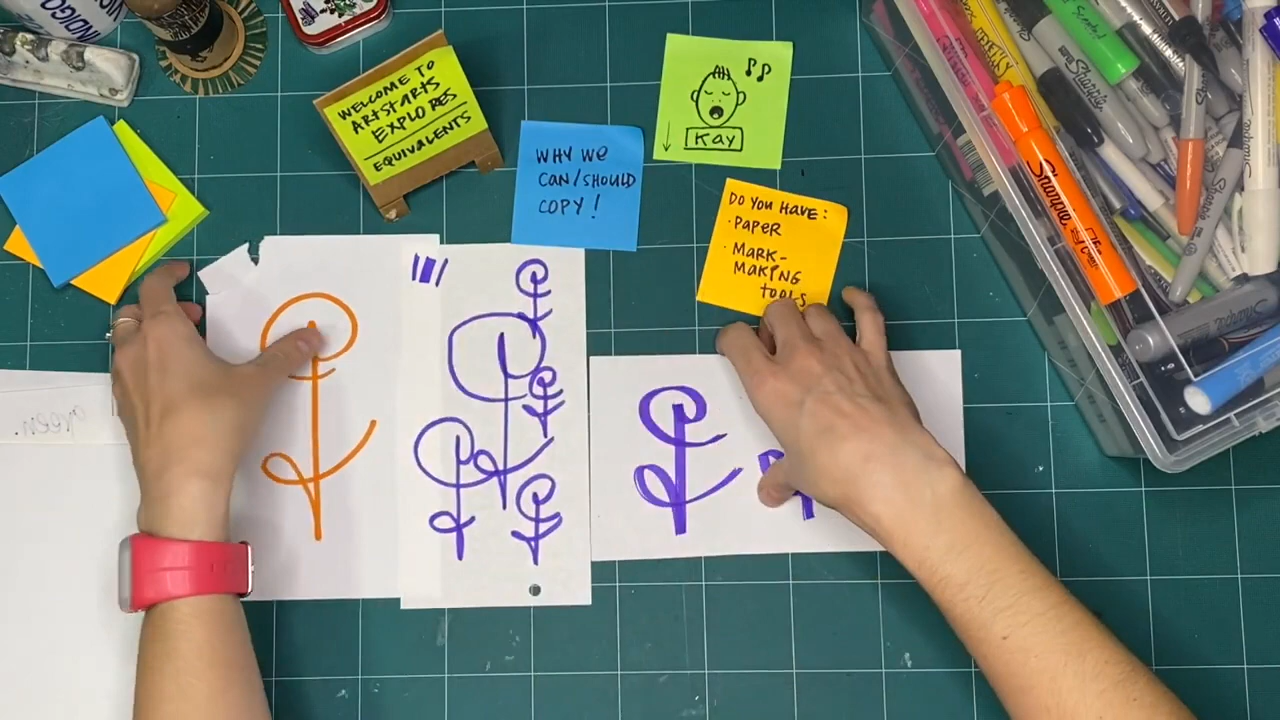 INDIGO
WELCOME TO
ARTSTARTS
EXPLORES
EQUIVALENTS
WHY WE
CAN/SHOULD
COPY!
KAY
DO YOU HAVE:
· PAPER
· MARK-
MAKING
TOOLS
Sharpie
Sharpie